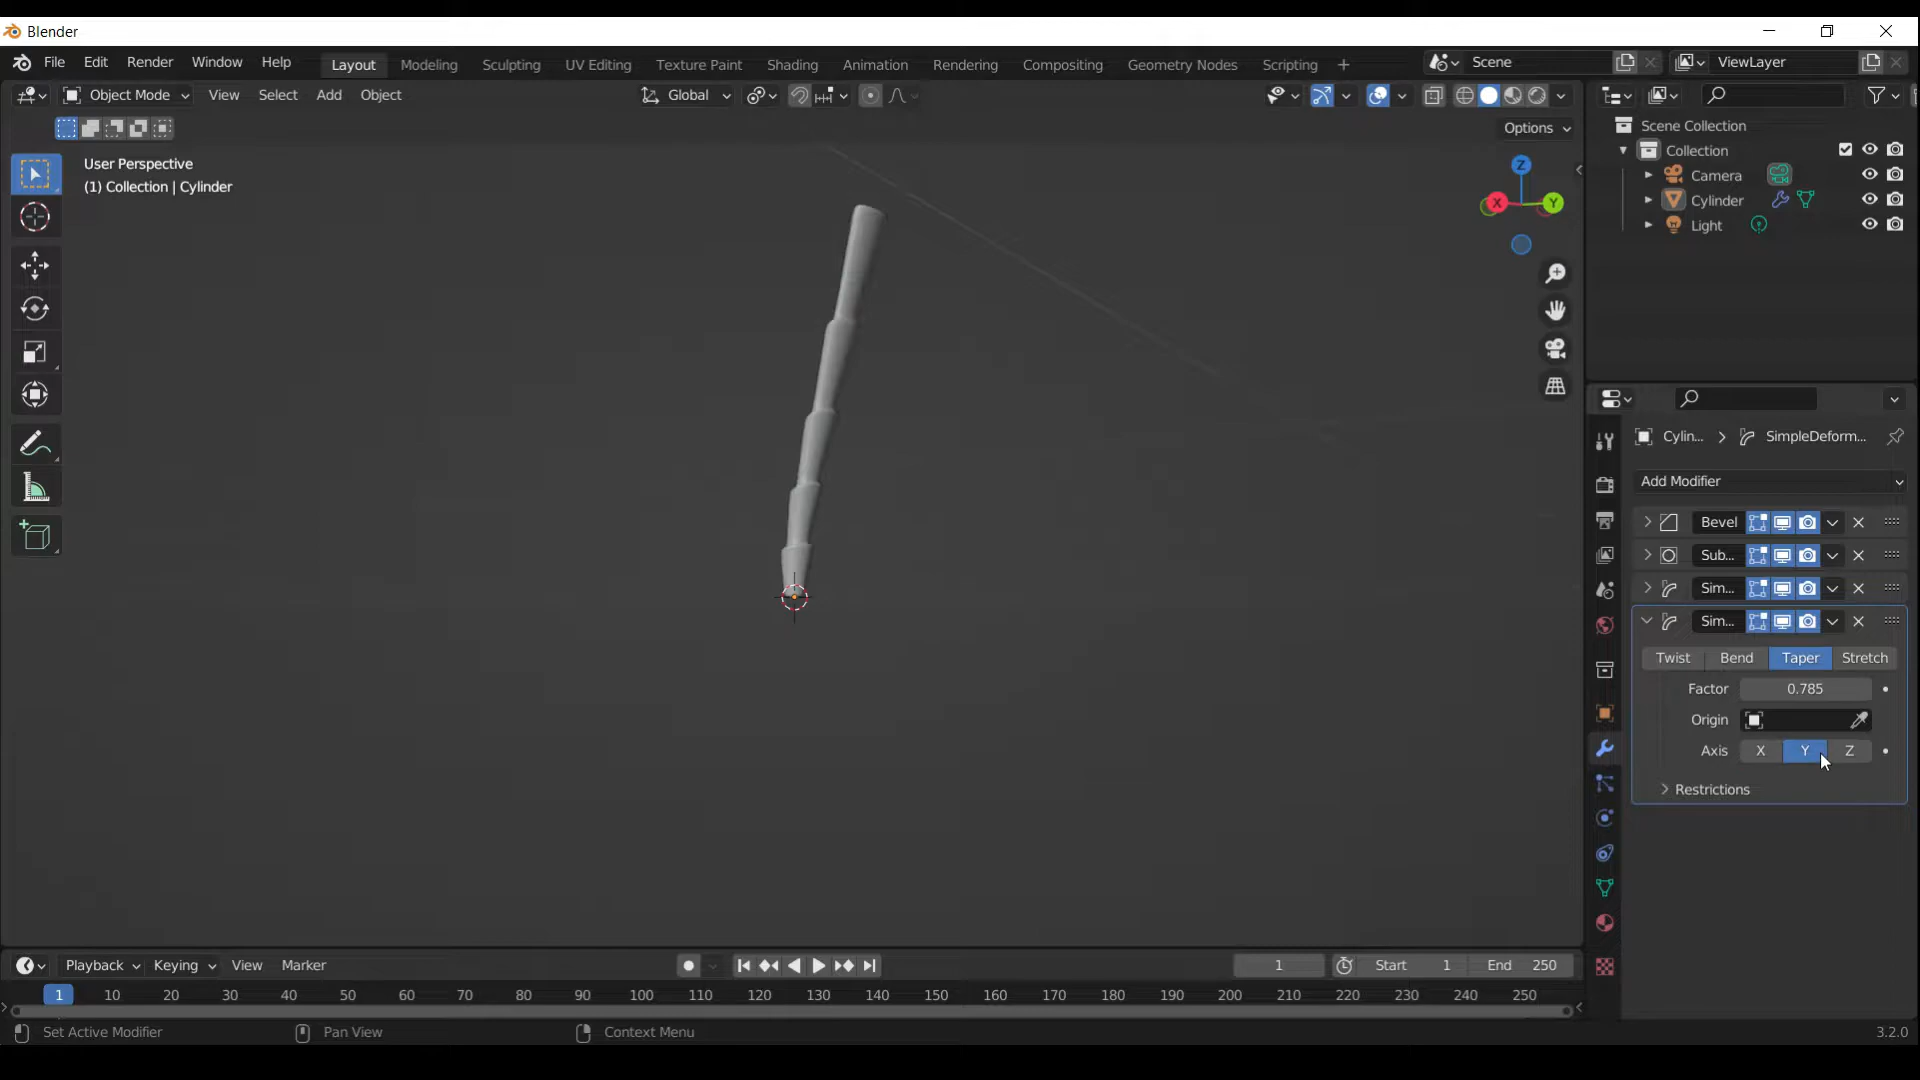 Blender
File Edit Render Window Help Layout Modeling Sculpting UV Editing Texture Paint Shading Animation Rendering Compositing Geometry Nodes Scripting + Scene ViewLayer
Object Mode View Select Add Object Global
Options
User Perspective
(1) Collection | Cylinder
Z
X
Y
Scene Collection
Collection
Camera
Cylinder
Light
Cylin... > SimpleDeform...
Add Modifier
Bevel
Sub...
Sim...
Sim...
Twist Bend Taper Stretch
Factor 0.785
Origin
Axis X Y Z
Restrictions
Playback Keying View Marker 1 Start 1 End 250
1 10 20 30 40 50 60 70 80 90 100 110 120 130 140 150 160 170 180 190 200 210 220 230 240 250
Set Active Modifier Pan View Context Menu 3.2.0